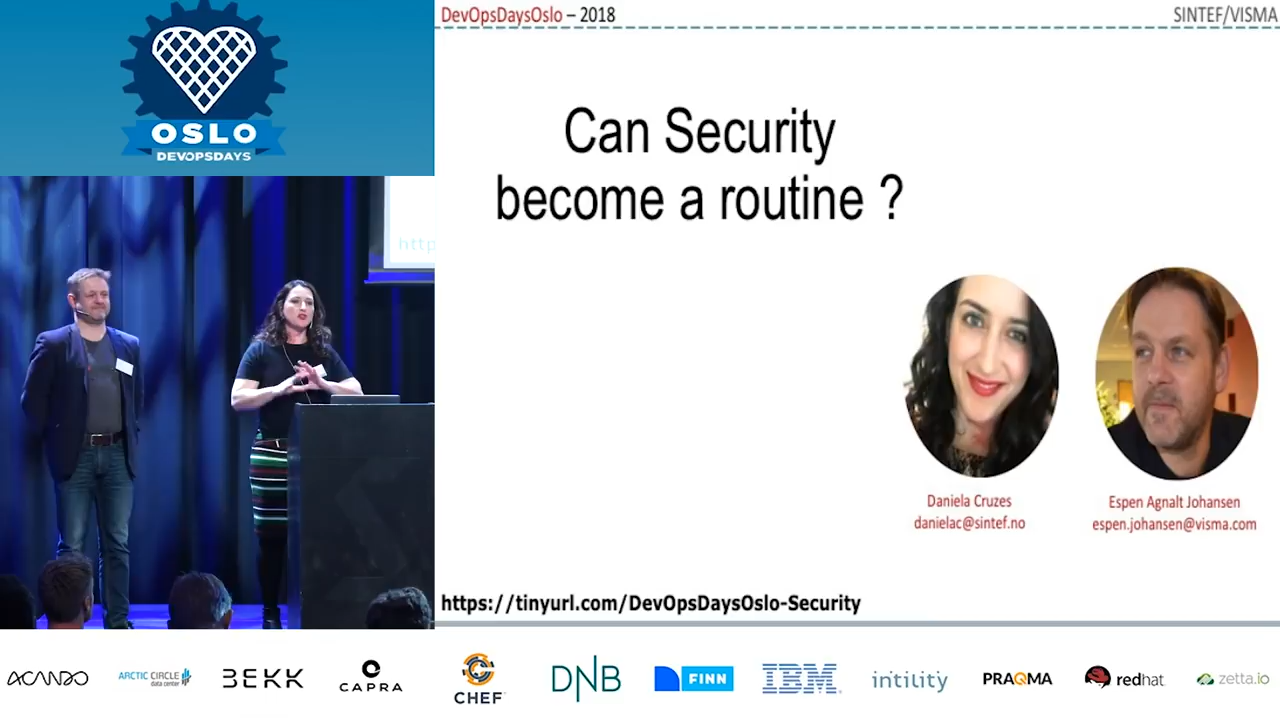 OSLO
DEVOPSDAYS
http
DevOpsDaysOslo – 2018
SINTEF/VISMA
Can Security
become a routine ?
Daniela Cruzes
danielac@sintef.no
Espen Agnalt Johansen
espen.johansen@visma.com
https://tinyurl.com/DevOpsDaysOslo-Security
ACANDO
ARCTIC CIRCLE
data center
BEKK
CAPRA
CHEF
DNB
FINN
IBM
intility
PRAQMA
redhat
zetta.io